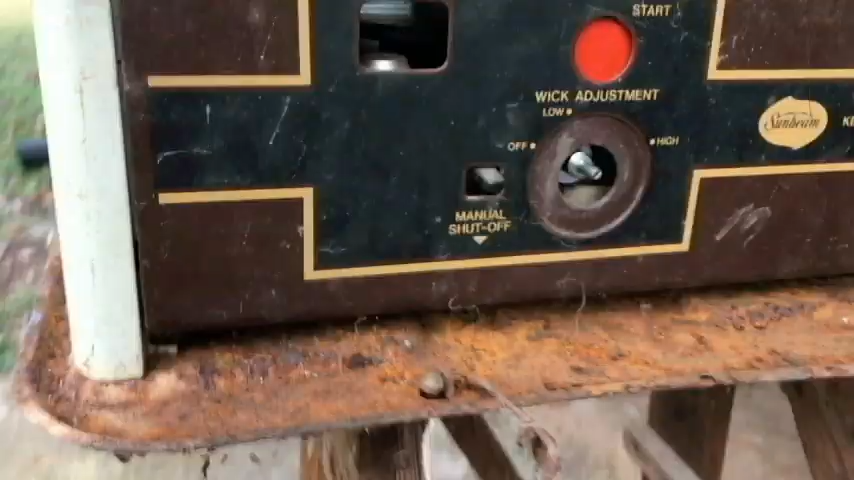 START
WICK ADJUSTMENT
LOW
OFF
HIGH
Sunbeam
MANUAL
SHUT-OFF